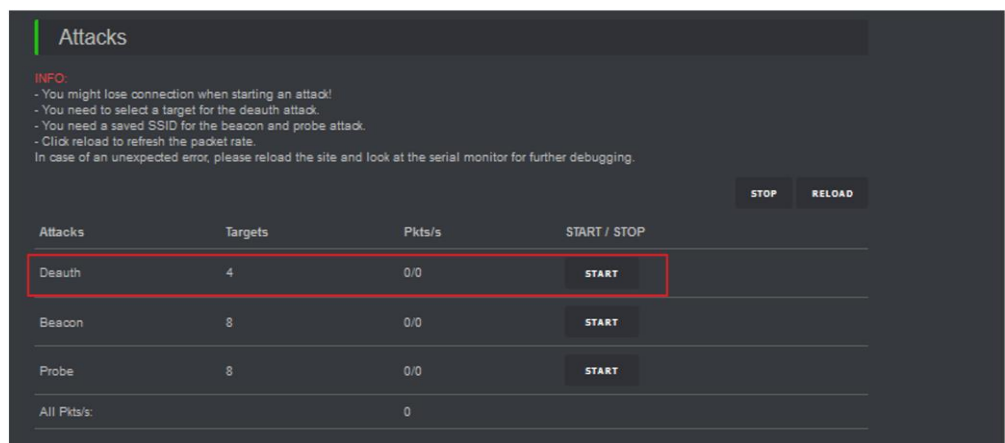 Attacks
INFO:
- You might lose connection when starting an attack!
- You need to select a target for the deauth attack.
- You need a saved SSID for the beacon and probe attack.
- Click reload to refresh the packet rate.
In case of an unexpected error, please reload the site and look at the serial monitor for further debugging.
STOP RELOAD
Attacks Targets Pkts/s START / STOP
Deauth 4 0/0 START
Beacon 8 0/0 START
Probe 8 0/0 START
All Pkts/s: 0